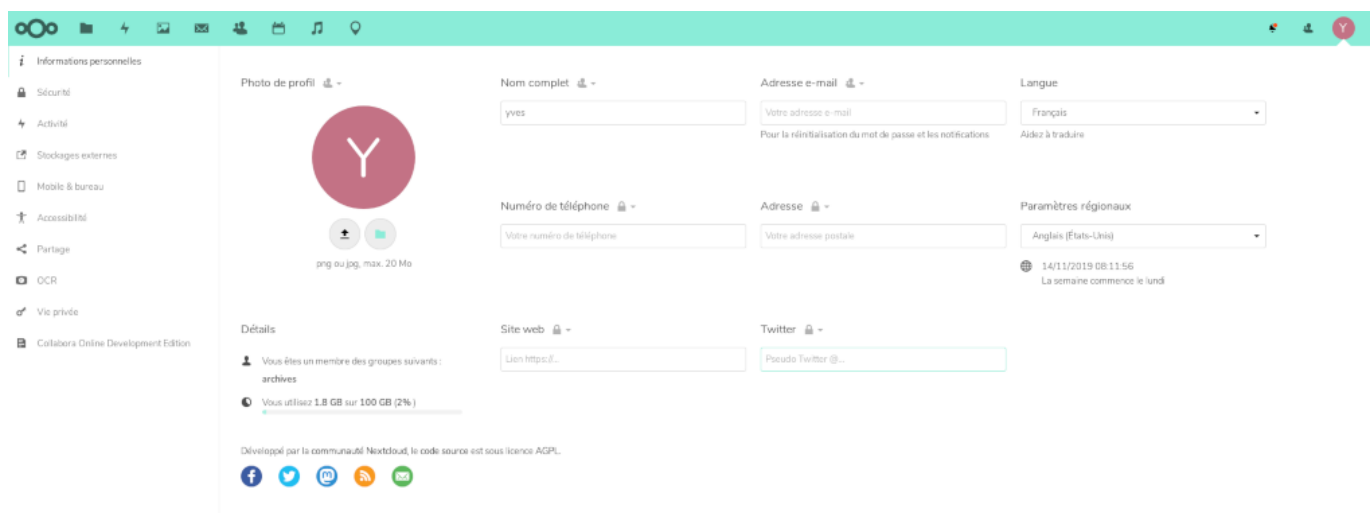 Y
Informations personnelles
Sécurité
Activité
Stockages externes
Mobile & bureau
Accessibilité
Partage
OCR
Vie privée
Collabora Online Development Edition
Photo de profil
Y
png ou jpg, max. 20 Mo
Nom complet
yves
Adresse e-mail
Votre adresse e-mail
Pour la réinitialisation du mot de passe et les notifications
Langue
Français
Aidez à traduire
Numéro de téléphone
Votre numéro de téléphone
Adresse
Votre adresse postale
Paramètres régionaux
Anglais (États-Unis)
14/11/2019 08:11:56
La semaine commence le lundi
Détails
Vous êtes un membre des groupes suivants :
archives
Vous utilisez 1.8 GB sur 100 GB (2% )
Site web
Lien https://...
Twitter
Pseudo Twitter @...
Développé par la communauté Nextcloud, le code source est sous licence AGPL.